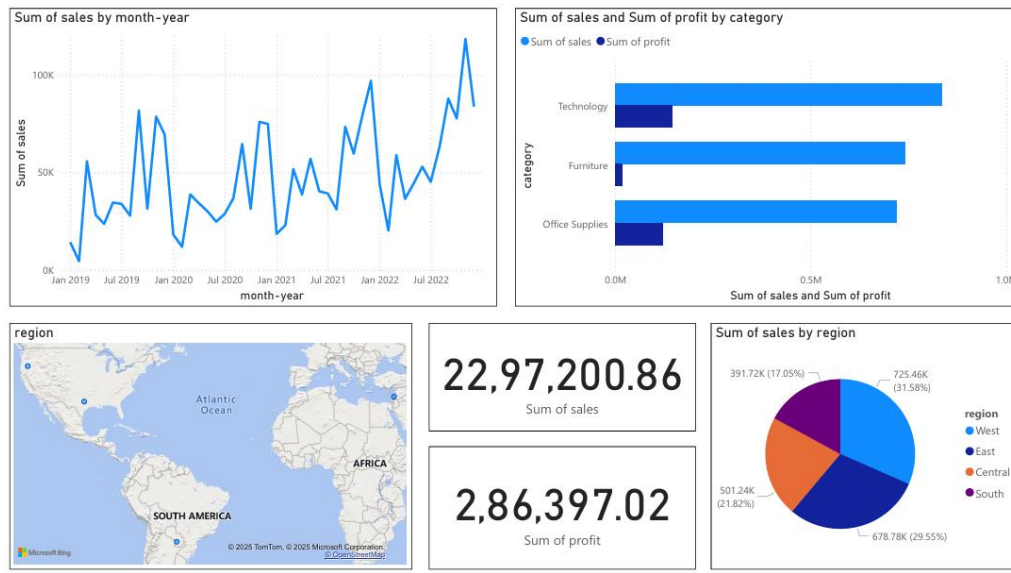 Sum of sales by month-year
Sum of sales
100K
50K
0K
Jan 2019 Jul 2019 Jan 2020 Jul 2020 Jan 2021 Jul 2021 Jan 2022 Jul 2022
month-year
Sum of sales and Sum of profit by category
Sum of sales Sum of profit
category
Technology
Furniture
Office Supplies
0.0M 0.5M
Sum of sales and Sum of profit
region
Atlantic
Ocean
AFRICA
SOUTH AMERICA
Microsoft Bing
© 2025 TomTom, © 2025 Microsoft Corporation,
© OpenStreetMap
22,97,200.86
Sum of sales
2,86,397.02
Sum of profit
Sum of sales by region
391.72K (17.05%)
725.46K
(31.58%)
501.24K
(21.82%)
678.78K (29.55%)
region
West
East
Central
South